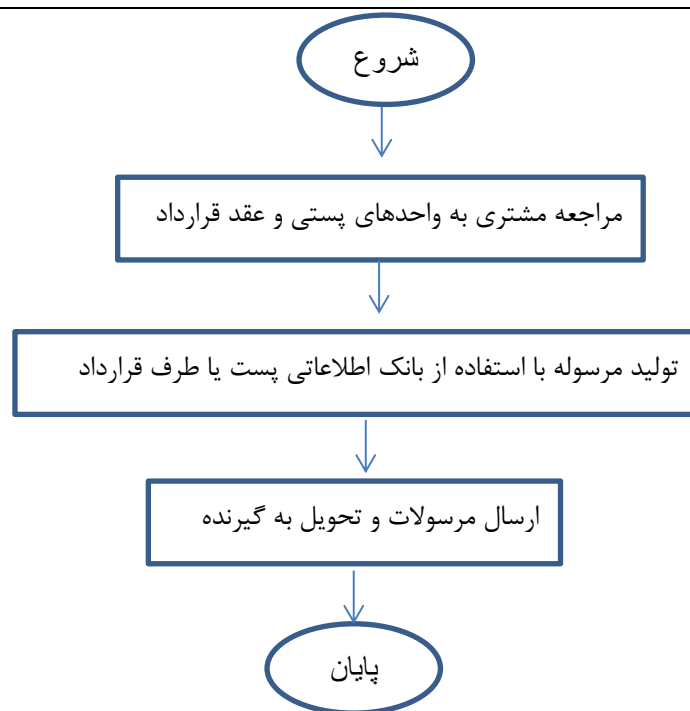 شروع
مراجعه مشتری به واحدهای پستی و عقد قرارداد
تولید مرسوله با استفاده از بانک اطلاعاتی پست یا طرف قرارداد
ارسال مرسولات و تحویل به گیرنده
پایان